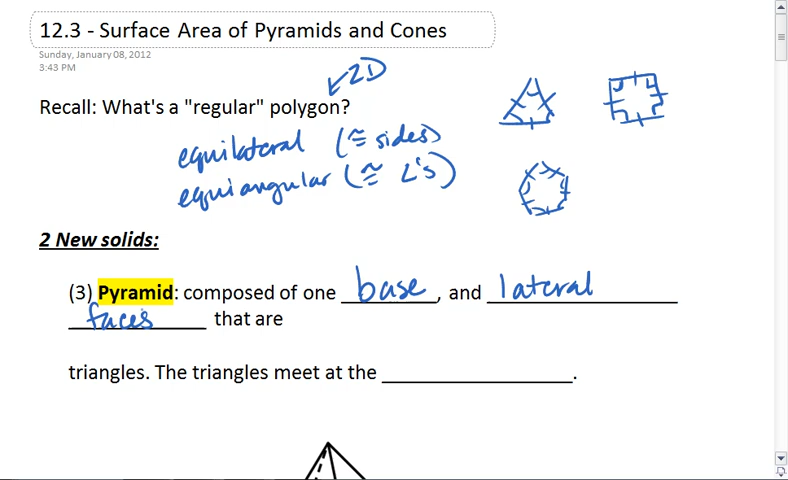 12.3 - Surface Area of Pyramids and Cones
Sunday, January 08, 2012
3:43 PM
2D
Recall: What's a "regular" polygon?
equilateral (≅ sides)
equiangular (≅ ∠'s)
2 New solids:
(3) Pyramid: composed of one base, and lateral
faces that are
triangles. The triangles meet at the ____________.